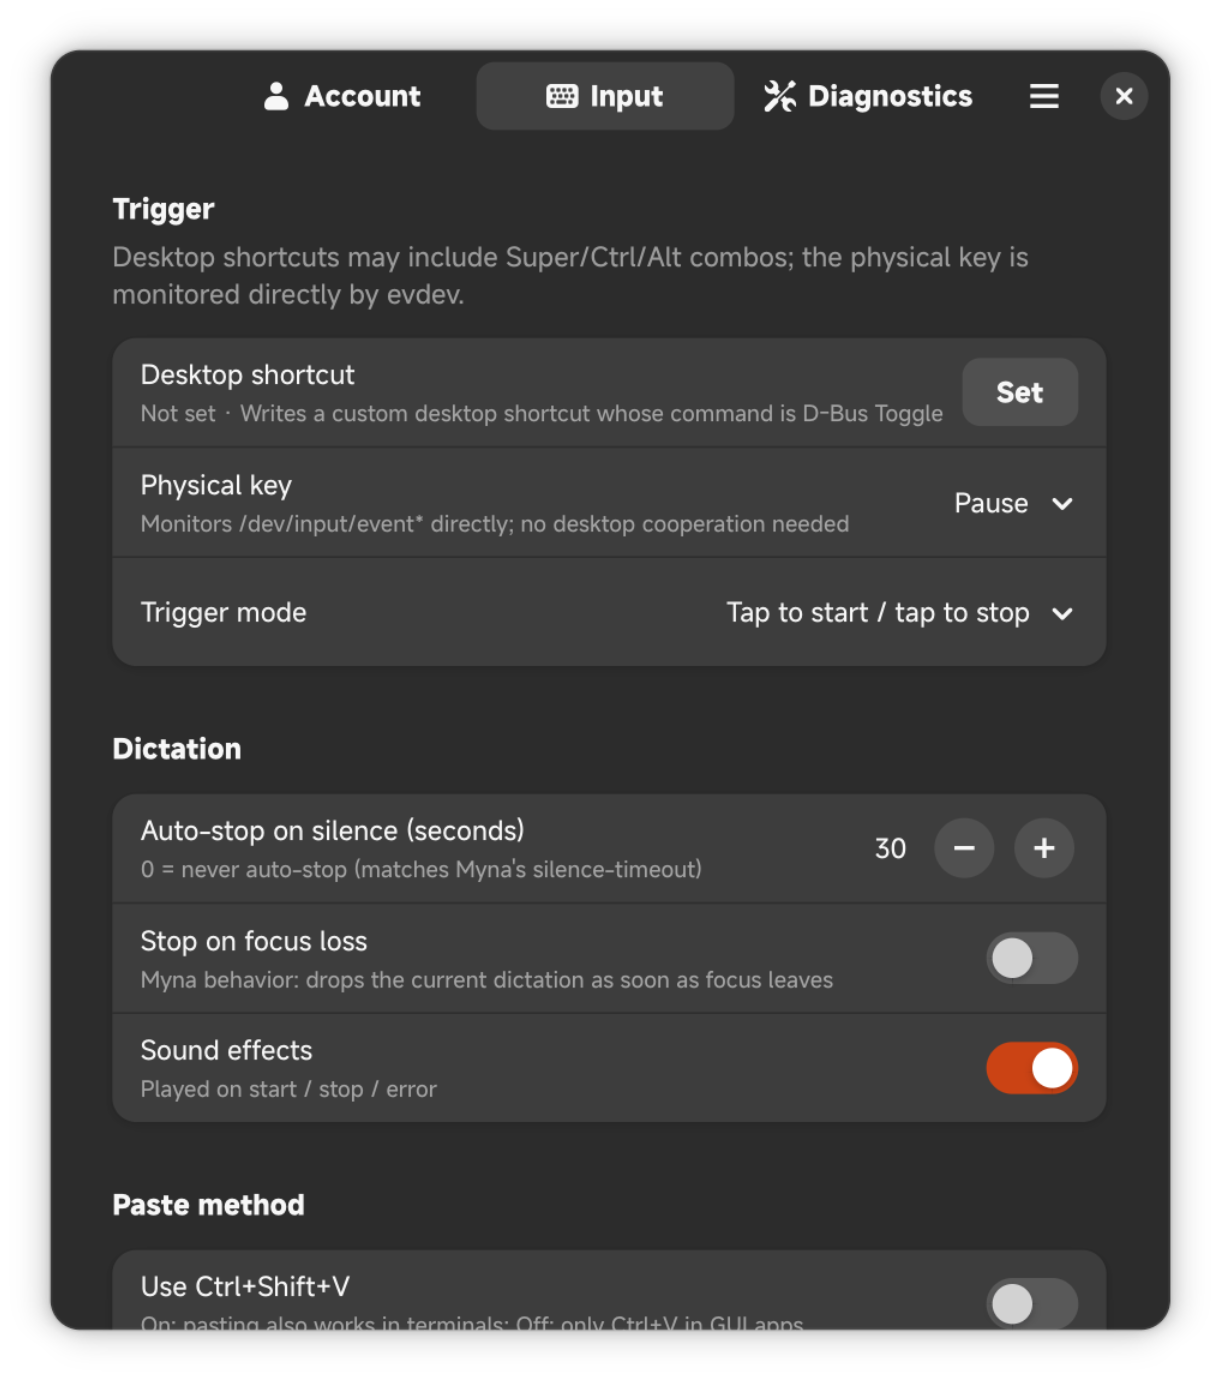 Account
Input
Diagnostics
Trigger
Desktop shortcuts may include Super/Ctrl/Alt combos; the physical key is
monitored directly by evdev.
Desktop shortcut
Not set · Writes a custom desktop shortcut whose command is D-Bus Toggle
Set
Physical key
Monitors /dev/input/event* directly; no desktop cooperation needed
Pause
Trigger mode
Tap to start / tap to stop
Dictation
Auto-stop on silence (seconds)
0 = never auto-stop (matches Myna's silence-timeout)
30
Stop on focus loss
Myna behavior: drops the current dictation as soon as focus leaves
Sound effects
Played on start / stop / error
Paste method
Use Ctrl+Shift+V
On: pasting also works in terminals; Off: only Ctrl+V in GUI apps